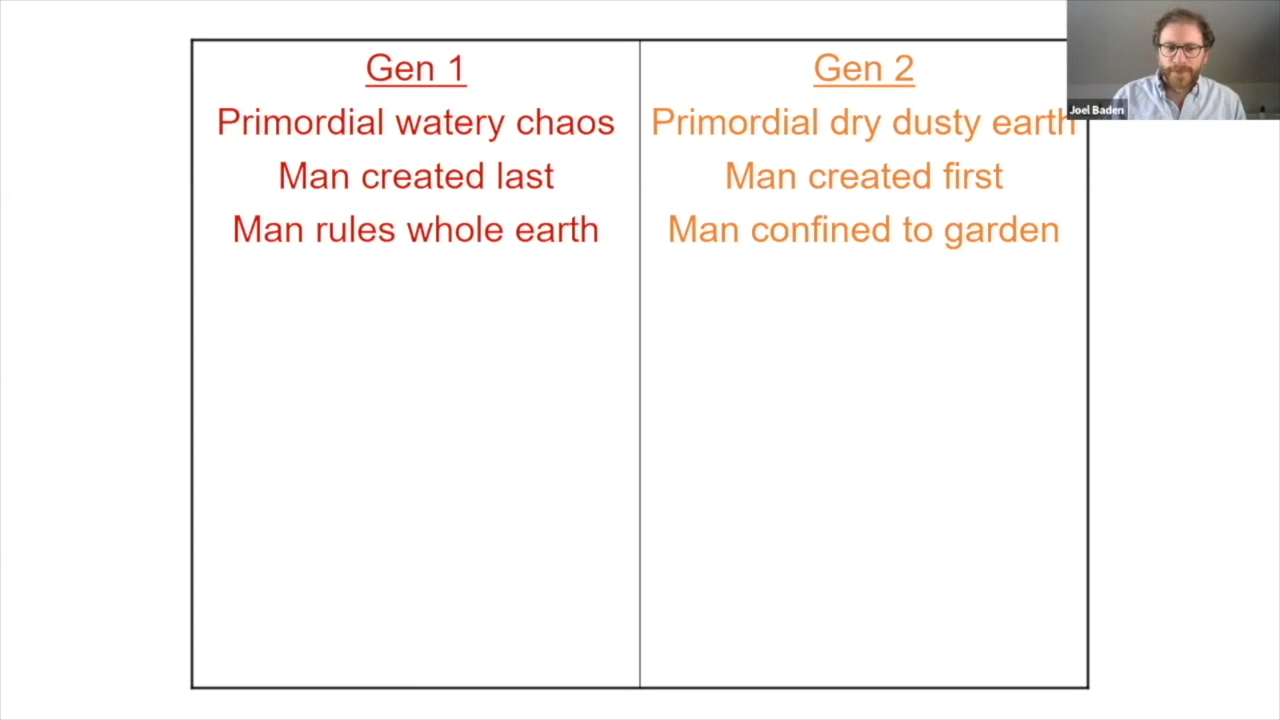 Gen 1
Primordial watery chaos
Man created last
Man rules whole earth
Gen 2
Primordial dry dusty earth
Man created first
Man confined to garden
Joel Baden